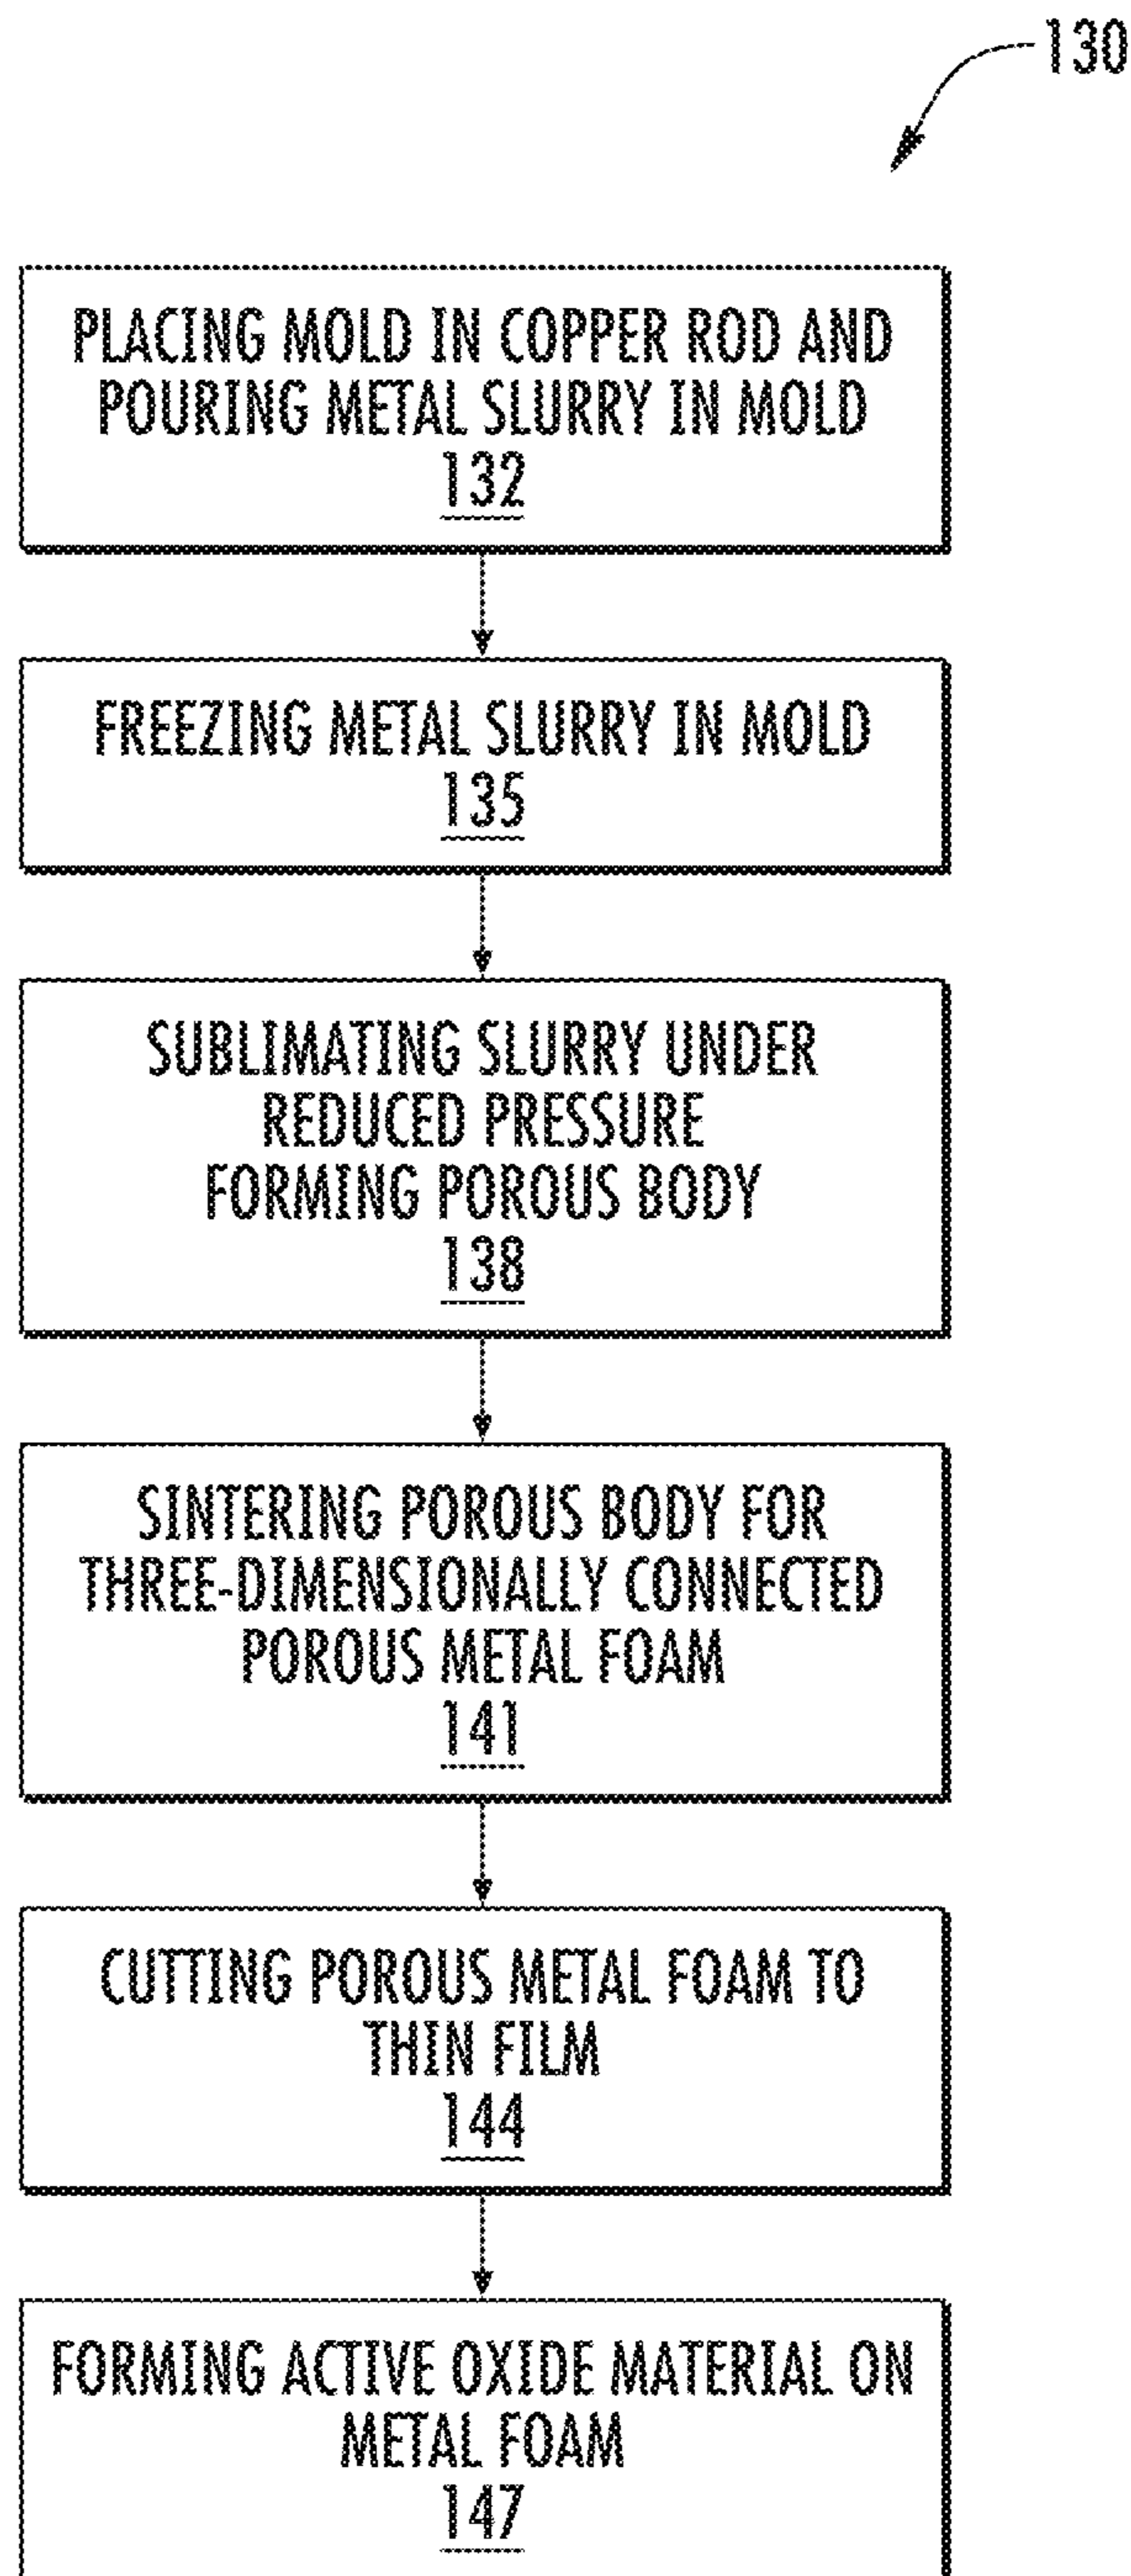 130
PLACING MOLD IN COPPER ROD AND
POURING METAL SLURRY IN MOLD
132
FREEZING METAL SLURRY IN MOLD
135
SUBLIMATING SLURRY UNDER
REDUCED PRESSURE
FORMING POROUS BODY
138
SINTERING POROUS BODY FOR
THREE-DIMENSIONALLY CONNECTED
POROUS METAL FOAM
141
CUTTING POROUS METAL FOAM TO
THIN FILM
144
FORMING ACTIVE OXIDE MATERIAL ON
METAL FOAM
147